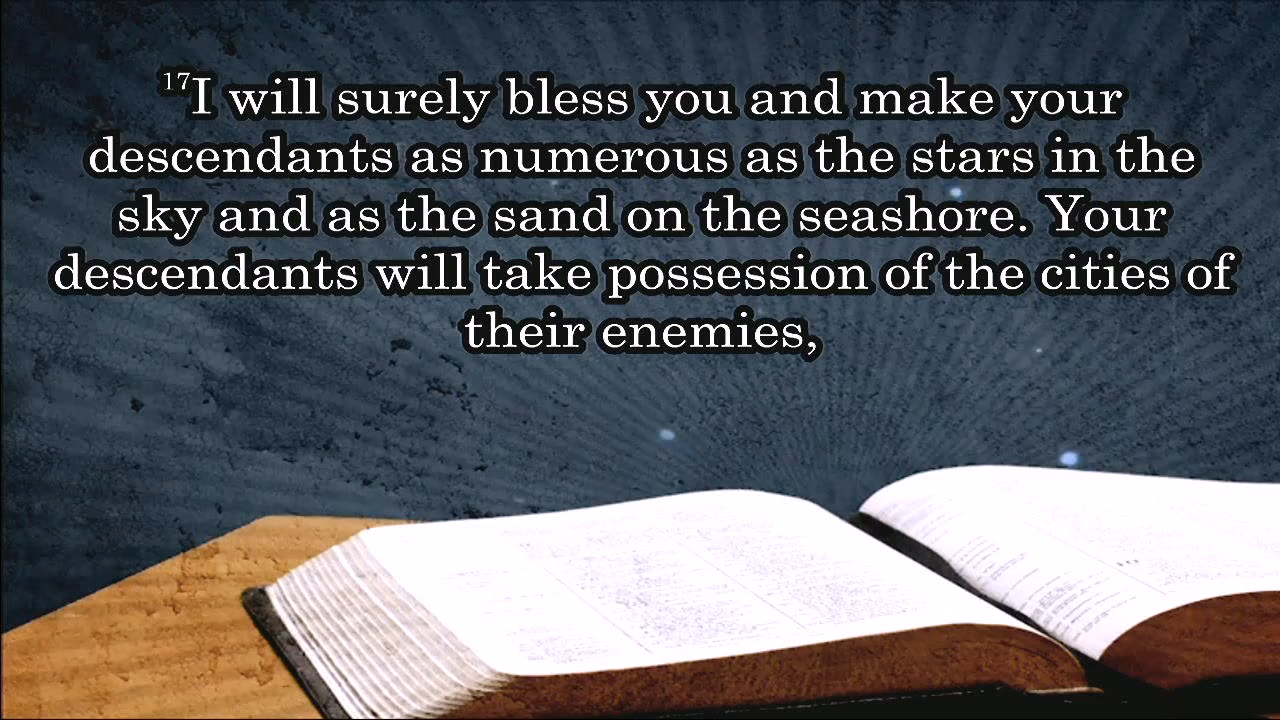 ¹⁷I will surely bless you and make your
descendants as numerous as the stars in the
sky and as the sand on the seashore. Your
descendants will take possession of the cities of
their enemies,